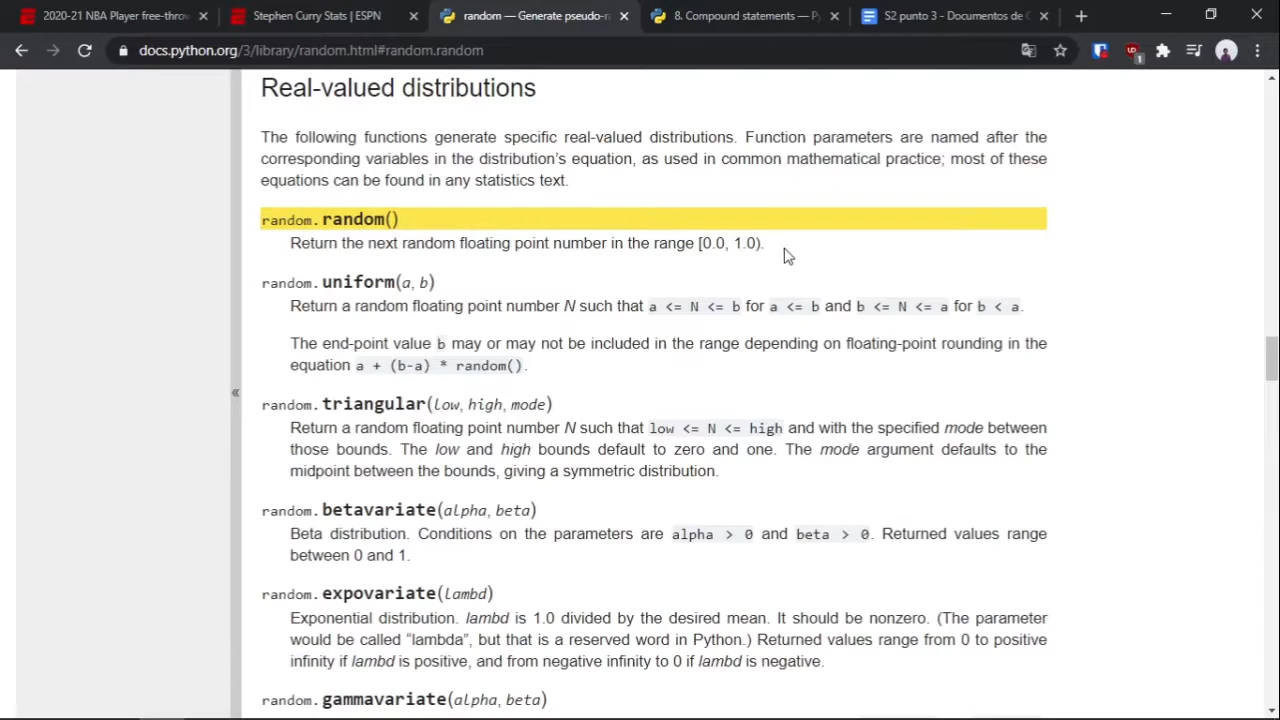 2020-21 NBA Player free-throw
Stephen Curry Stats | ESPN
random — Generate pseudo-r
8. Compound statements — Py
S2 punto 3 - Documentos de G
docs.python.org/3/library/random.html#random.random
1
Real-valued distributions
The following functions generate specific real-valued distributions. Function parameters are named after the
corresponding variables in the distribution’s equation, as used in common mathematical practice; most of these
equations can be found in any statistics text.
random.random()
Return the next random floating point number in the range [0.0, 1.0).
random.uniform(a, b)
Return a random floating point number N such that a <= N <= b for a <= b and b <= N <= a for b < a.
The end-point value b may or may not be included in the range depending on floating-point rounding in the
equation a + (b-a) * random().
random.triangular(low, high, mode)
Return a random floating point number N such that low <= N <= high and with the specified mode between
those bounds. The low and high bounds default to zero and one. The mode argument defaults to the
midpoint between the bounds, giving a symmetric distribution.
random.betavariate(alpha, beta)
Beta distribution. Conditions on the parameters are alpha > 0 and beta > 0. Returned values range
between 0 and 1.
random.expovariate(lambd)
Exponential distribution. lambd is 1.0 divided by the desired mean. It should be nonzero. (The parameter
would be called “lambda”, but that is a reserved word in Python.) Returned values range from 0 to positive
infinity if lambd is positive, and from negative infinity to 0 if lambd is negative.
random.gammavariate(alpha, beta)